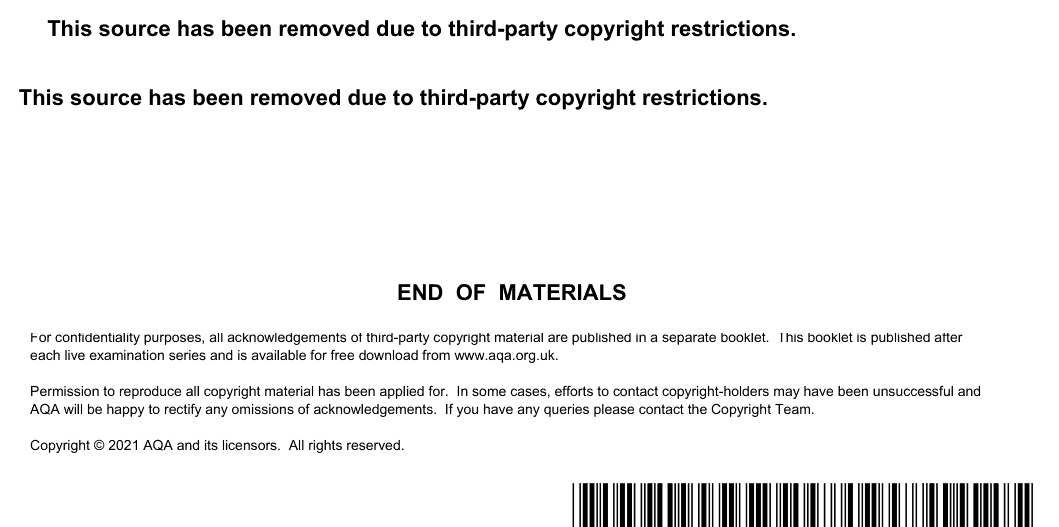 This source has been removed due to third-party copyright restrictions.
This source has been removed due to third-party copyright restrictions.
END OF MATERIALS
For confidentiality purposes, all acknowledgements of third-party copyright material are published in a separate booklet. This booklet is published after
each live examination series and is available for free download from www.aqa.org.uk.
Permission to reproduce all copyright material has been applied for. In some cases, efforts to contact copyright-holders may have been unsuccessful and
AQA will be happy to rectify any omissions of acknowledgements. If you have any queries please contact the Copyright Team.
Copyright © 2021 AQA and its licensors. All rights reserved.